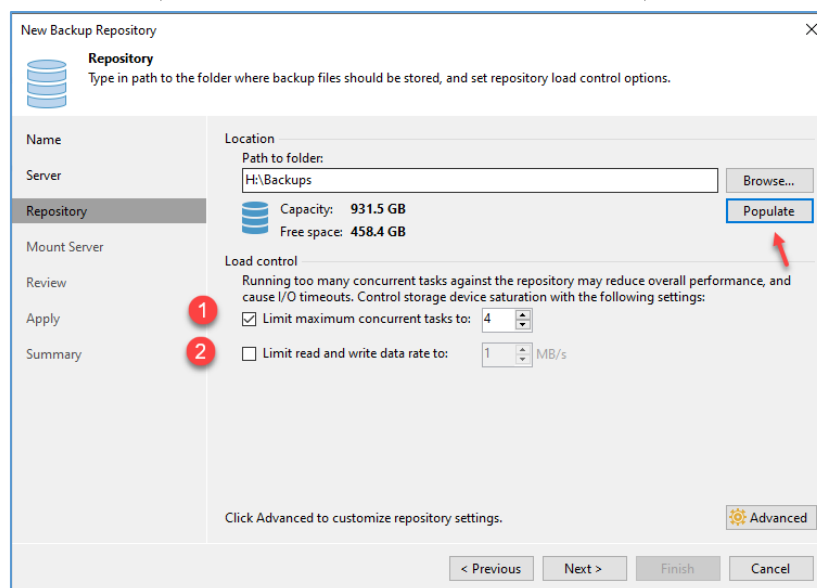 New Backup Repository
Repository
Type in path to the folder where backup files should be stored, and set repository load control options.
Name
Server
Repository
Mount Server
Review
Apply
Summary
Location
Path to folder:
H:\Backups
Browse...
Capacity: 931.5 GB
Populate
Free space: 458.4 GB
Load control
Running too many concurrent tasks against the repository may reduce overall performance, and
cause I/O timeouts. Control storage device saturation with the following settings:
1
Limit maximum concurrent tasks to: 4
2
Limit read and write data rate to: 1 MB/s
Click Advanced to customize repository settings.
Advanced
< Previous
Next >
Finish
Cancel